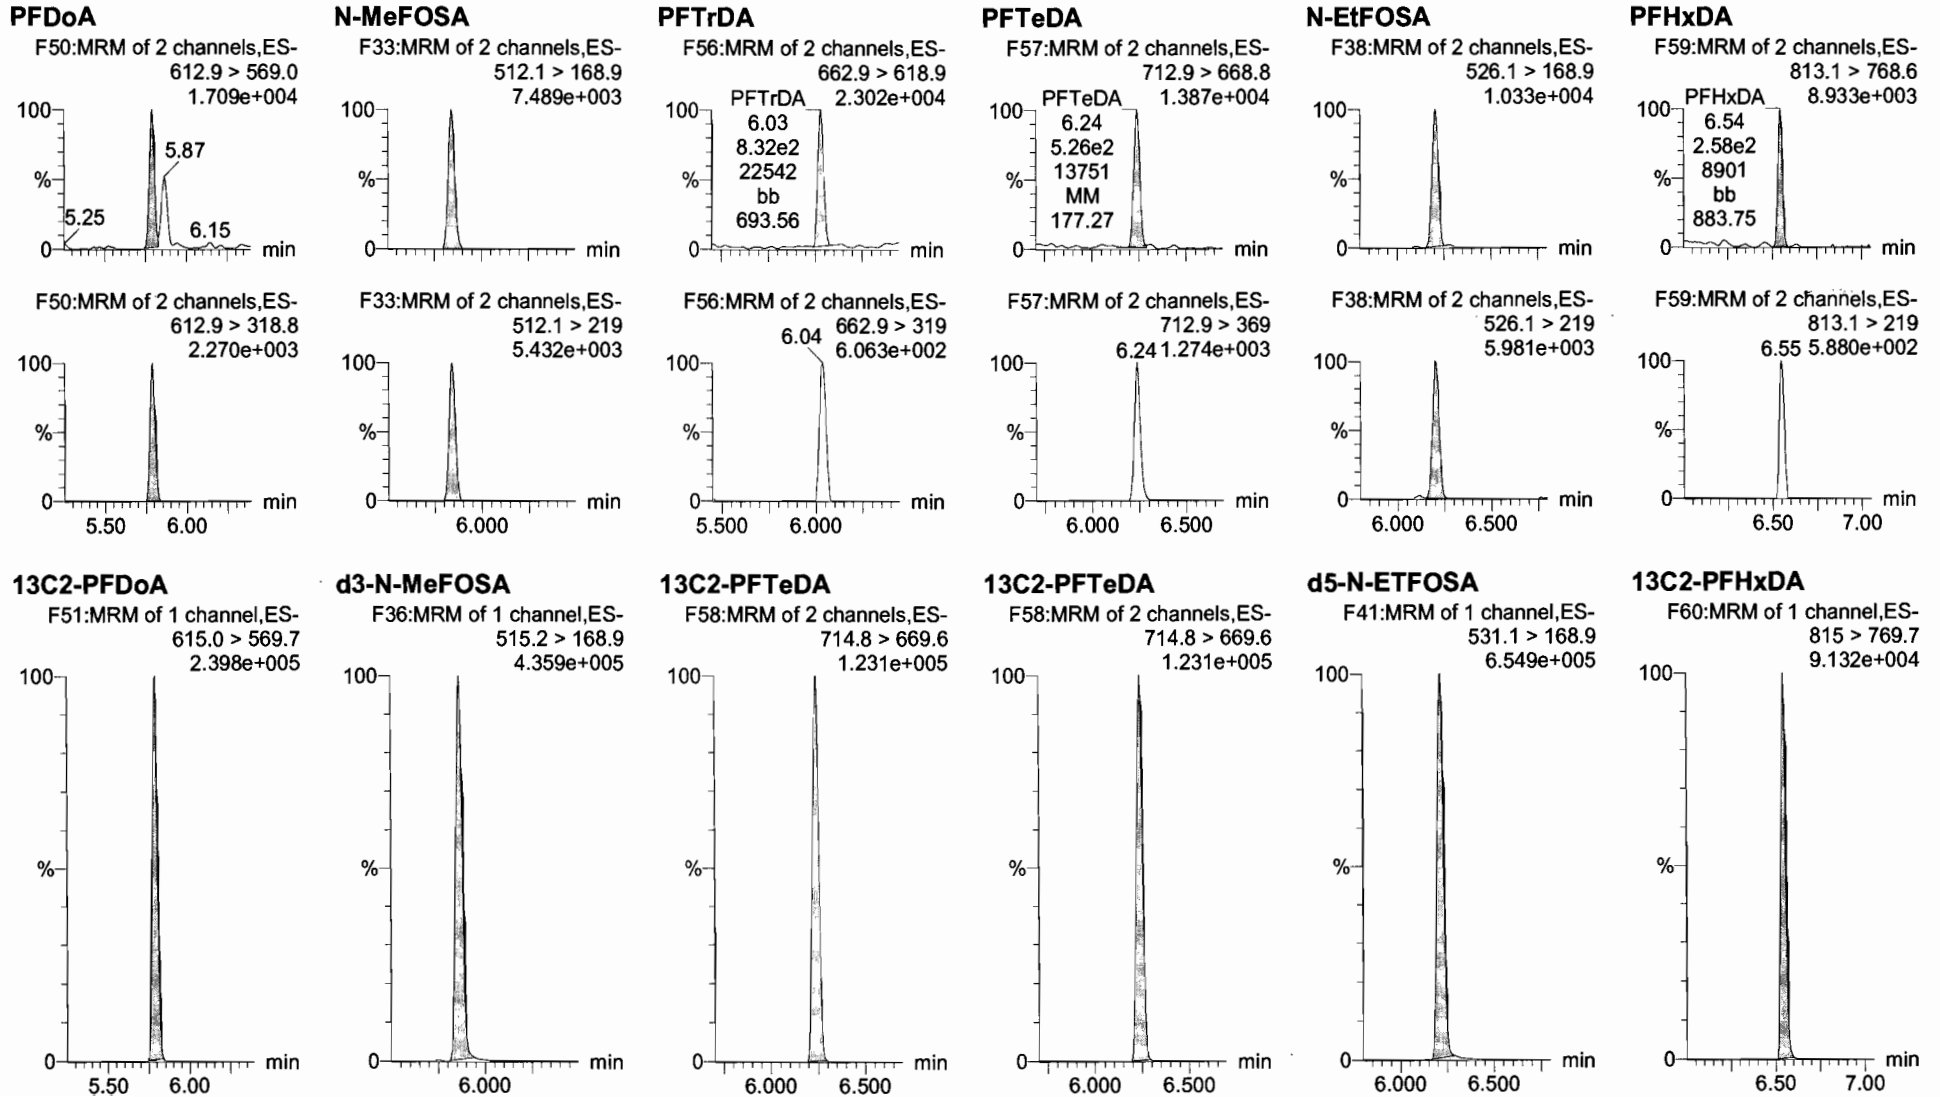 PFDoA
F50:MRM of 2 channels,ES-
612.9 > 569.0
1.709e+004
100
5.87
%
5.25
6.15
0
min
F50:MRM of 2 channels,ES-
612.9 > 318.8
2.270e+003
100
%
0
min
5.50 6.00
N-MeFOSA
F33:MRM of 2 channels,ES-
512.1 > 168.9
7.489e+003
100
%
0
min
F33:MRM of 2 channels,ES-
512.1 > 219
5.432e+003
100
%
0
min
6.000
PFTrDA
F56:MRM of 2 channels,ES-
662.9 > 618.9
2.302e+004
PFTrDA
6.03
8.32e2
22542
bb
693.56
100
%
0
min
F56:MRM of 2 channels,ES-
662.9 > 319
6.04
6.063e+002
100
%
0
min
5.500 6.000
PFTeDA
F57:MRM of 2 channels,ES-
712.9 > 668.8
1.387e+004
PFTeDA
6.24
5.26e2
13751
MM
177.27
100
%
0
min
F57:MRM of 2 channels,ES-
712.9 > 369
6.24 1.274e+003
100
%
0
min
6.000 6.500
N-EtFOSA
F38:MRM of 2 channels,ES-
526.1 > 168.9
1.033e+004
100
%
0
min
F38:MRM of 2 channels,ES-
526.1 > 219
5.981e+003
100
%
0
min
6.000 6.500
PFHxDA
F59:MRM of 2 channels,ES-
813.1 > 768.6
8.933e+003
PFHxDA
6.54
2.58e2
8901
bb
883.75
100
%
0
min
F59:MRM of 2 channels,ES-
813.1 > 219
6.55 5.880e+002
100
%
0
min
6.50 7.00
13C2-PFDoA
F51:MRM of 1 channel,ES-
615.0 > 569.7
2.398e+005
100
%
0
min
5.50 6.00
d3-N-MeFOSA
F36:MRM of 1 channel,ES-
515.2 > 168.9
4.359e+005
100
%
0
min
6.000
13C2-PFTeDA
F58:MRM of 2 channels,ES-
714.8 > 669.6
1.231e+005
100
%
0
min
6.000 6.500
13C2-PFTeDA
F58:MRM of 2 channels,ES-
714.8 > 669.6
1.231e+005
100
%
0
min
6.000 6.500
d5-N-ETFOSA
F41:MRM of 1 channel,ES-
531.1 > 168.9
6.549e+005
100
%
0
min
6.000 6.500
13C2-PFHxDA
F60:MRM of 1 channel,ES-
815 > 769.7
9.132e+004
100
%
0
min
6.50 7.00